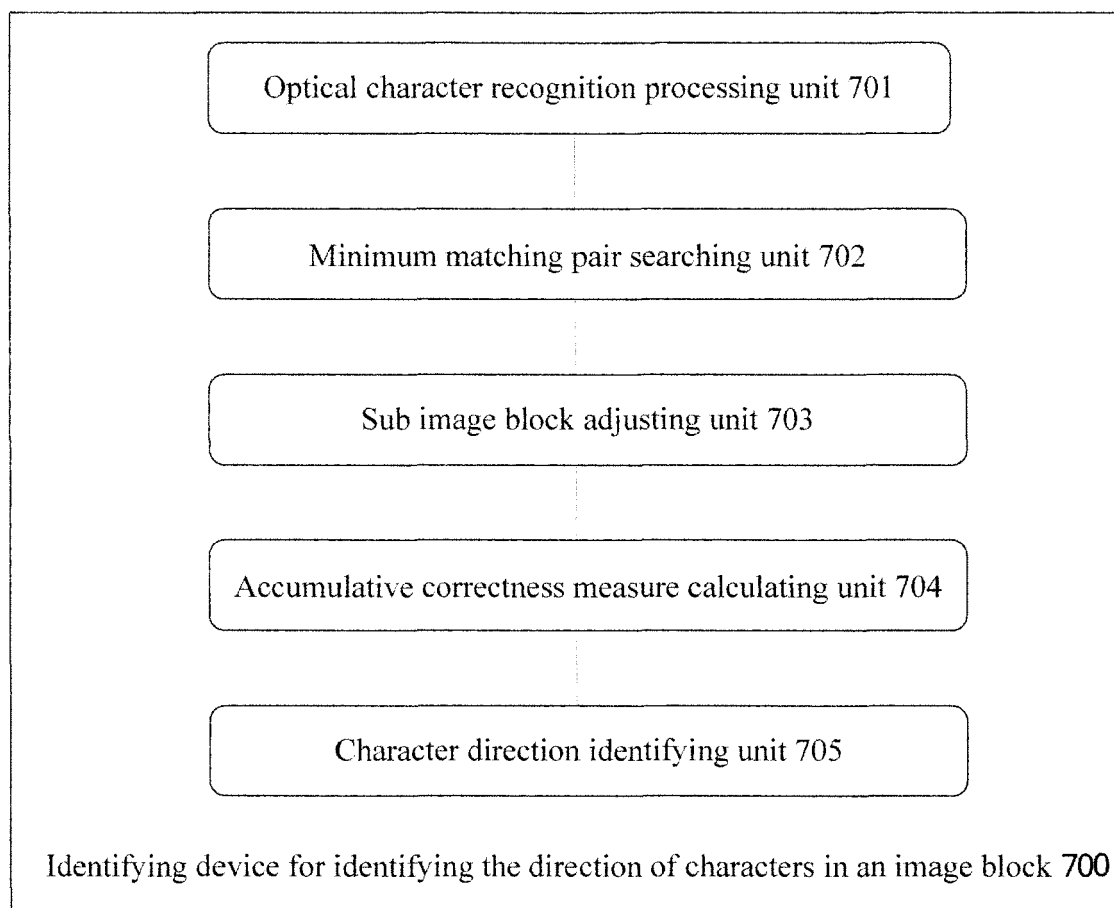 Optical character recognition processing unit 701
Minimum matching pair searching unit 702
Sub image block adjusting unit 703
Accumulative correctness measure calculating unit 704
Character direction identifying unit 705
Identifying device for identifying the direction of characters in an image block 700